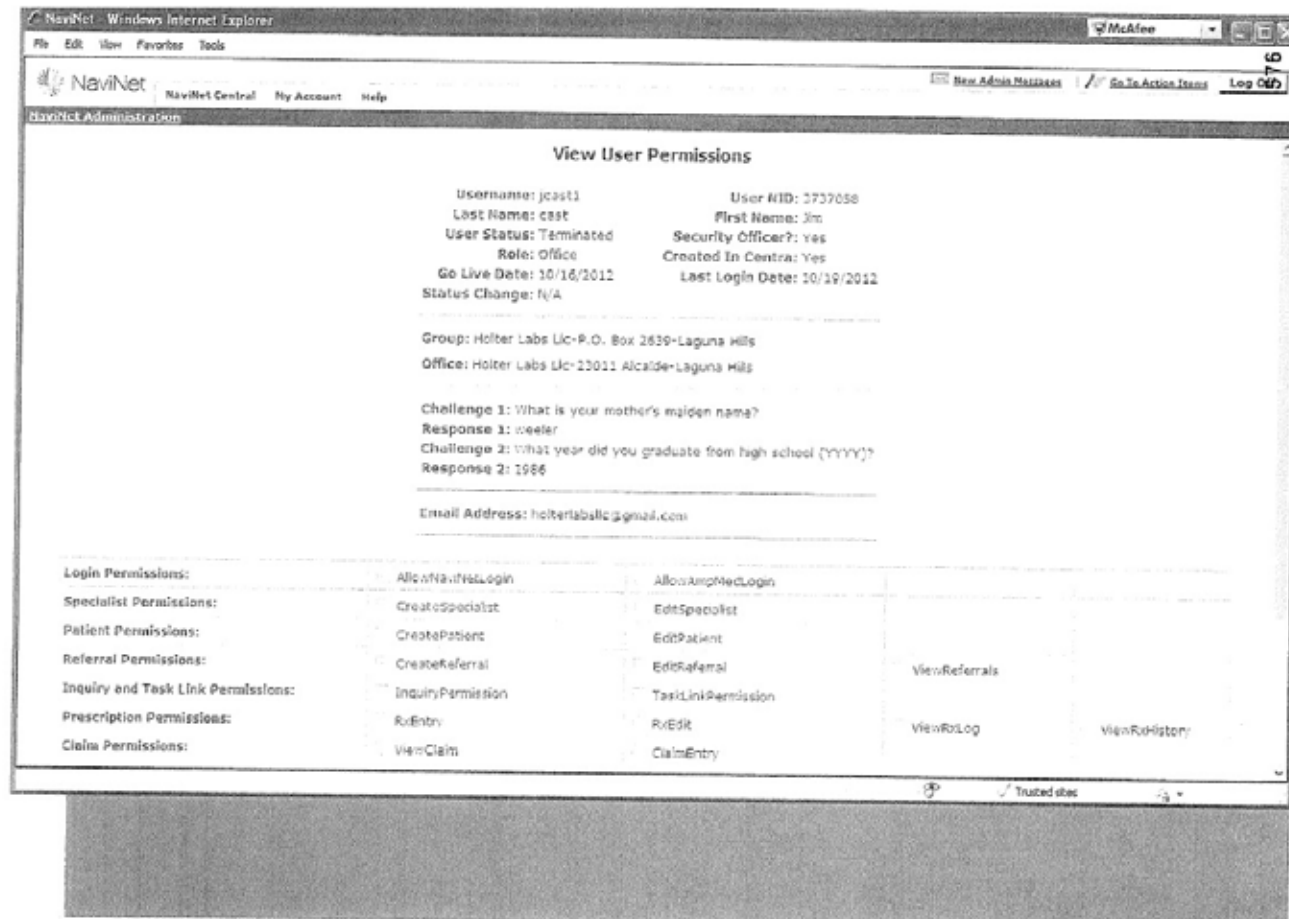 NaviNet - Windows Internet Explorer
McAfee
File Edit View Favorites Tools
576
NaviNet
NaviNet Central My Account Help
New Admin Messages | Go To Action Items Log Off
NaviNet Administration
View User Permissions
Username: jcast1 User NID: 3737058
Last Name: cast First Name: Jim
User Status: Terminated Security Officer?: Yes
Role: Office Created In Centra: Yes
Go Live Date: 10/16/2012 Last Login Date: 10/19/2012
Status Change: N/A
Group: Holter Labs Llc-P.O. Box 2639-Laguna Hills
Office: Holter Labs Llc-23011 Alcalde-Laguna Hills
Challenge 1: What is your mother's maiden name?
Response 1: weeler
Challenge 2: What year did you graduate from high school (YYYY)?
Response 2: 1986
Email Address: holterlabsllc@gmail.com
Login Permissions: AllowNaviNetLogin AllowAmpMedLogin
Specialist Permissions: CreateSpecialist EditSpecialist
Patient Permissions: CreatePatient EditPatient
Referral Permissions: CreateReferral EditReferral ViewReferrals
Inquiry and Task Link Permissions: InquiryPermission TaskLinkPermission
Prescription Permissions: RxEntry RxEdit ViewRxLog ViewRxHistory
Claim Permissions: ViewClaim ClaimEntry
Trusted sites